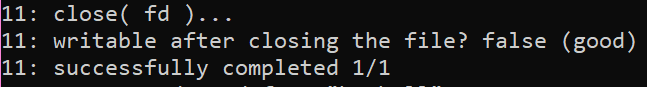 11: close( fd )...
11: writable after closing the file? false (good)
11: successfully completed 1/1